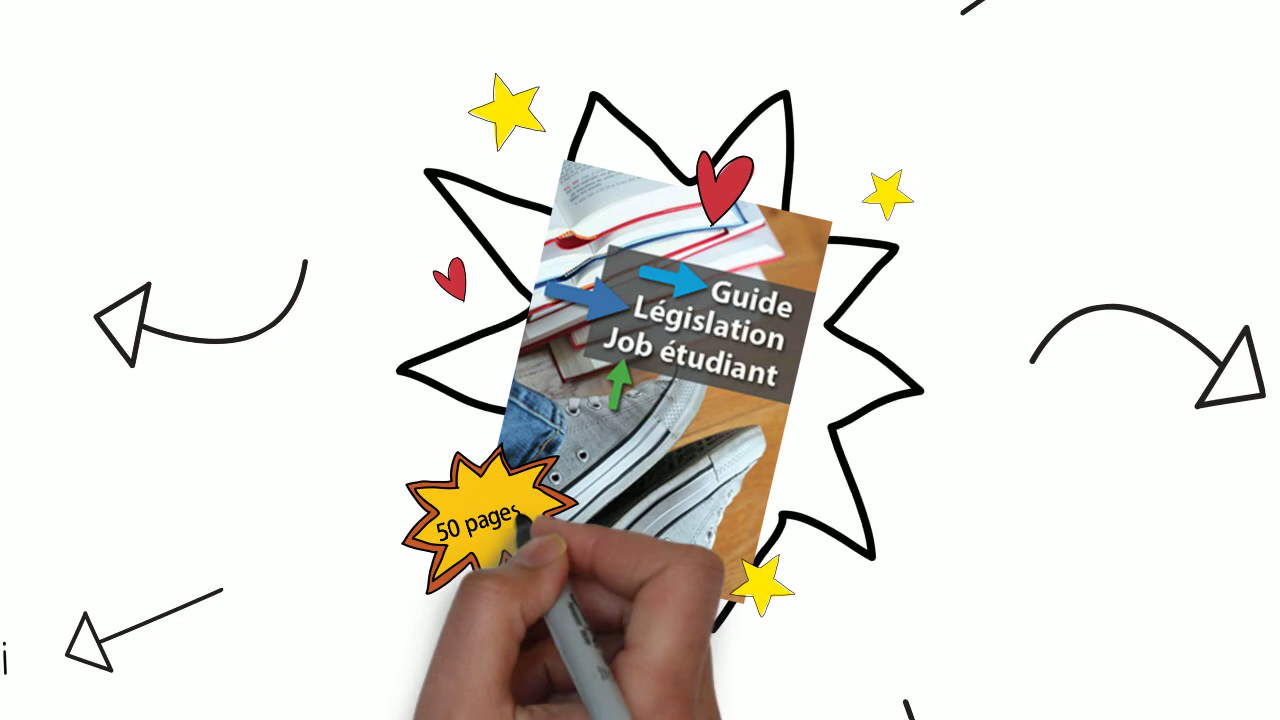 Guide
Législation
Job étudiant
50 pages
i